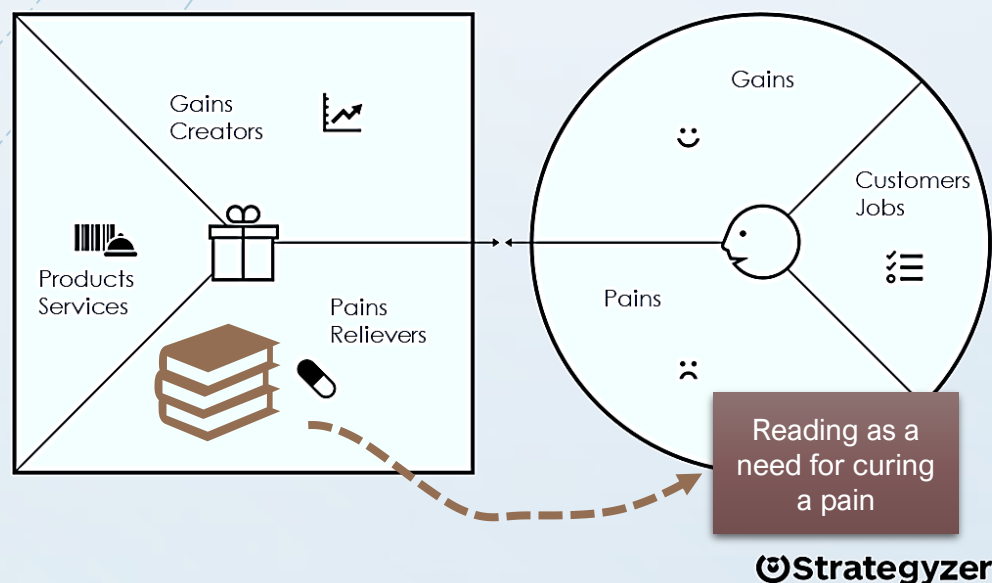 Gains
Creators
Products
Services
Pains
Relievers
Gains
Customers
Jobs
Pains
Reading as a
need for curing
a pain
Strategyzer